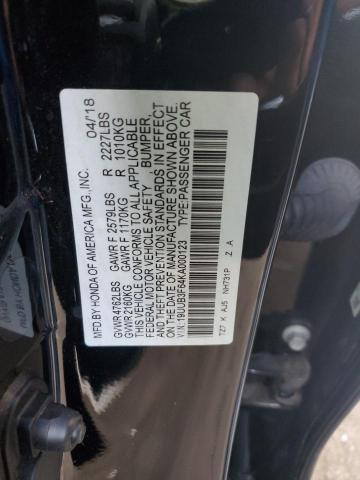 MFD. BY HONDA OF AMERICA MFG., INC. 04/18
GVWR 4762LBS GAWR F 2579LBS R 2227LBS
GVWR 2160KG GAWR F 1170KG R 1010KG
THIS VEHICLE CONFORMS TO ALL APPLICABLE
FEDERAL MOTOR VEHICLE SAFETY, BUMPER,
AND THEFT PREVENTION STANDARDS IN EFFECT
ON THE DATE OF MANUFACTURE SHOWN ABOVE.
V.I.N.: 19UUB3F64KA000123 TYPE:PASSENGER CAR
TZ7 K AJ5 NH731P Z A